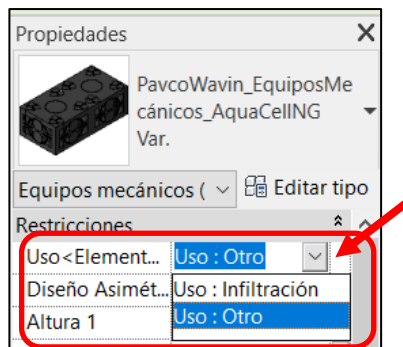 Propiedades
PavcoWavin_EquiposMe
cánicos_AquaCellNG
Var.
Equipos mecánicos ( Editar tipo
Restricciones
Uso<Element... Uso : Otro
Diseño Asimét... Uso : Infiltración
Altura 1 Uso : Otro